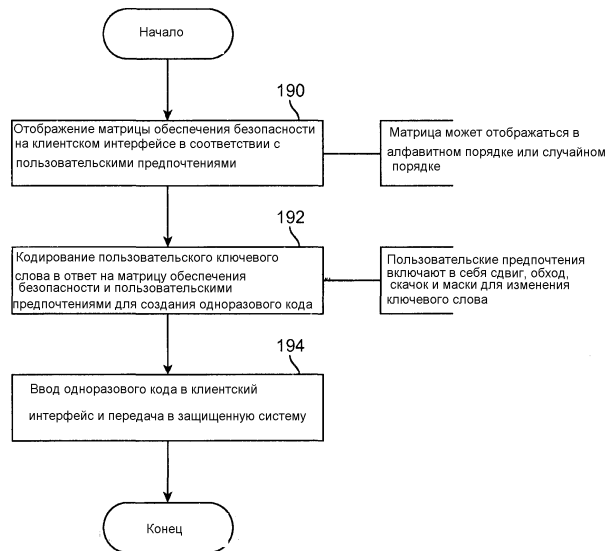 Начало
190
Отображение матрицы обеспечения безопасности
на клиентском интерфейсе в соответствии с
пользовательскими предпочтениями
Матрица может отображаться в
алфавитном порядке или случайном
порядке
192
Кодирование пользовательского ключевого
слова в ответ на матрицу обеспечения
безопасности и пользовательскими
предпочтениями для создания одноразового кода
Пользовательские предпочтения
включают в себя сдвиг, обход,
скачок и маски для изменения
ключевого слова
194
Ввод одноразового кода в клиентский
интерфейс и передача в защищенную систему
Конец